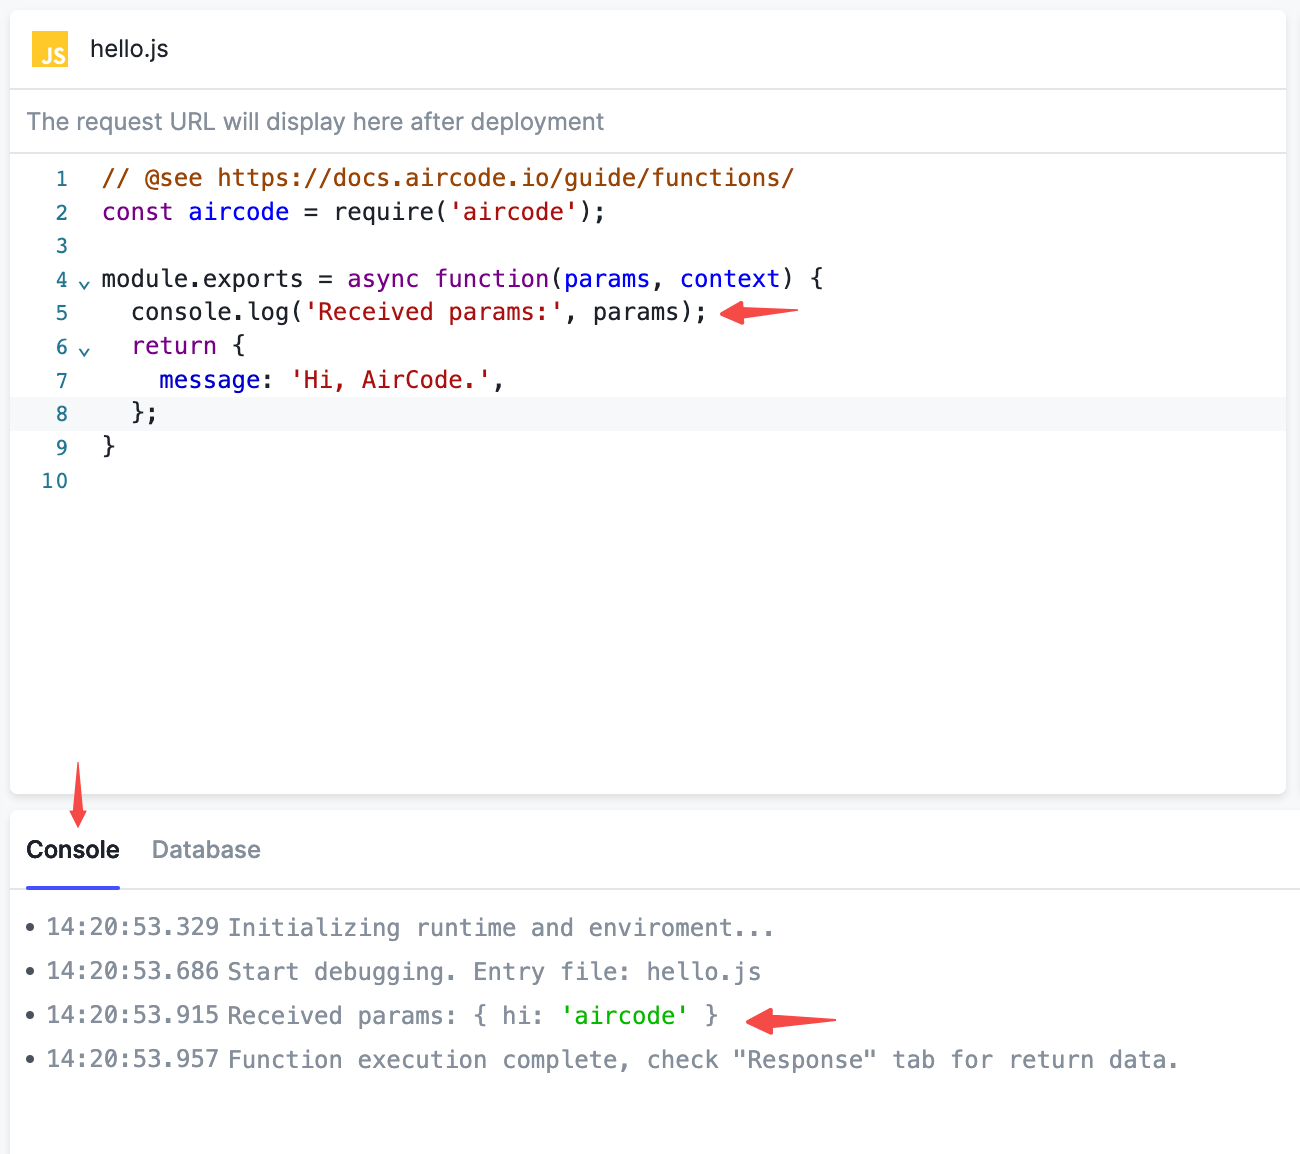 JS hello.js
The request URL will display here after deployment
1 // @see https://docs.aircode.io/guide/functions/
2 const aircode = require('aircode');
3
4 module.exports = async function(params, context) {
5 console.log('Received params:', params);
6 return {
7 message: 'Hi, AirCode.',
8 };
9 }
10
Console Database
• 14:20:53.329 Initializing runtime and enviroment...
• 14:20:53.686 Start debugging. Entry file: hello.js
• 14:20:53.915 Received params: { hi: 'aircode' }
• 14:20:53.957 Function execution complete, check "Response" tab for return data.